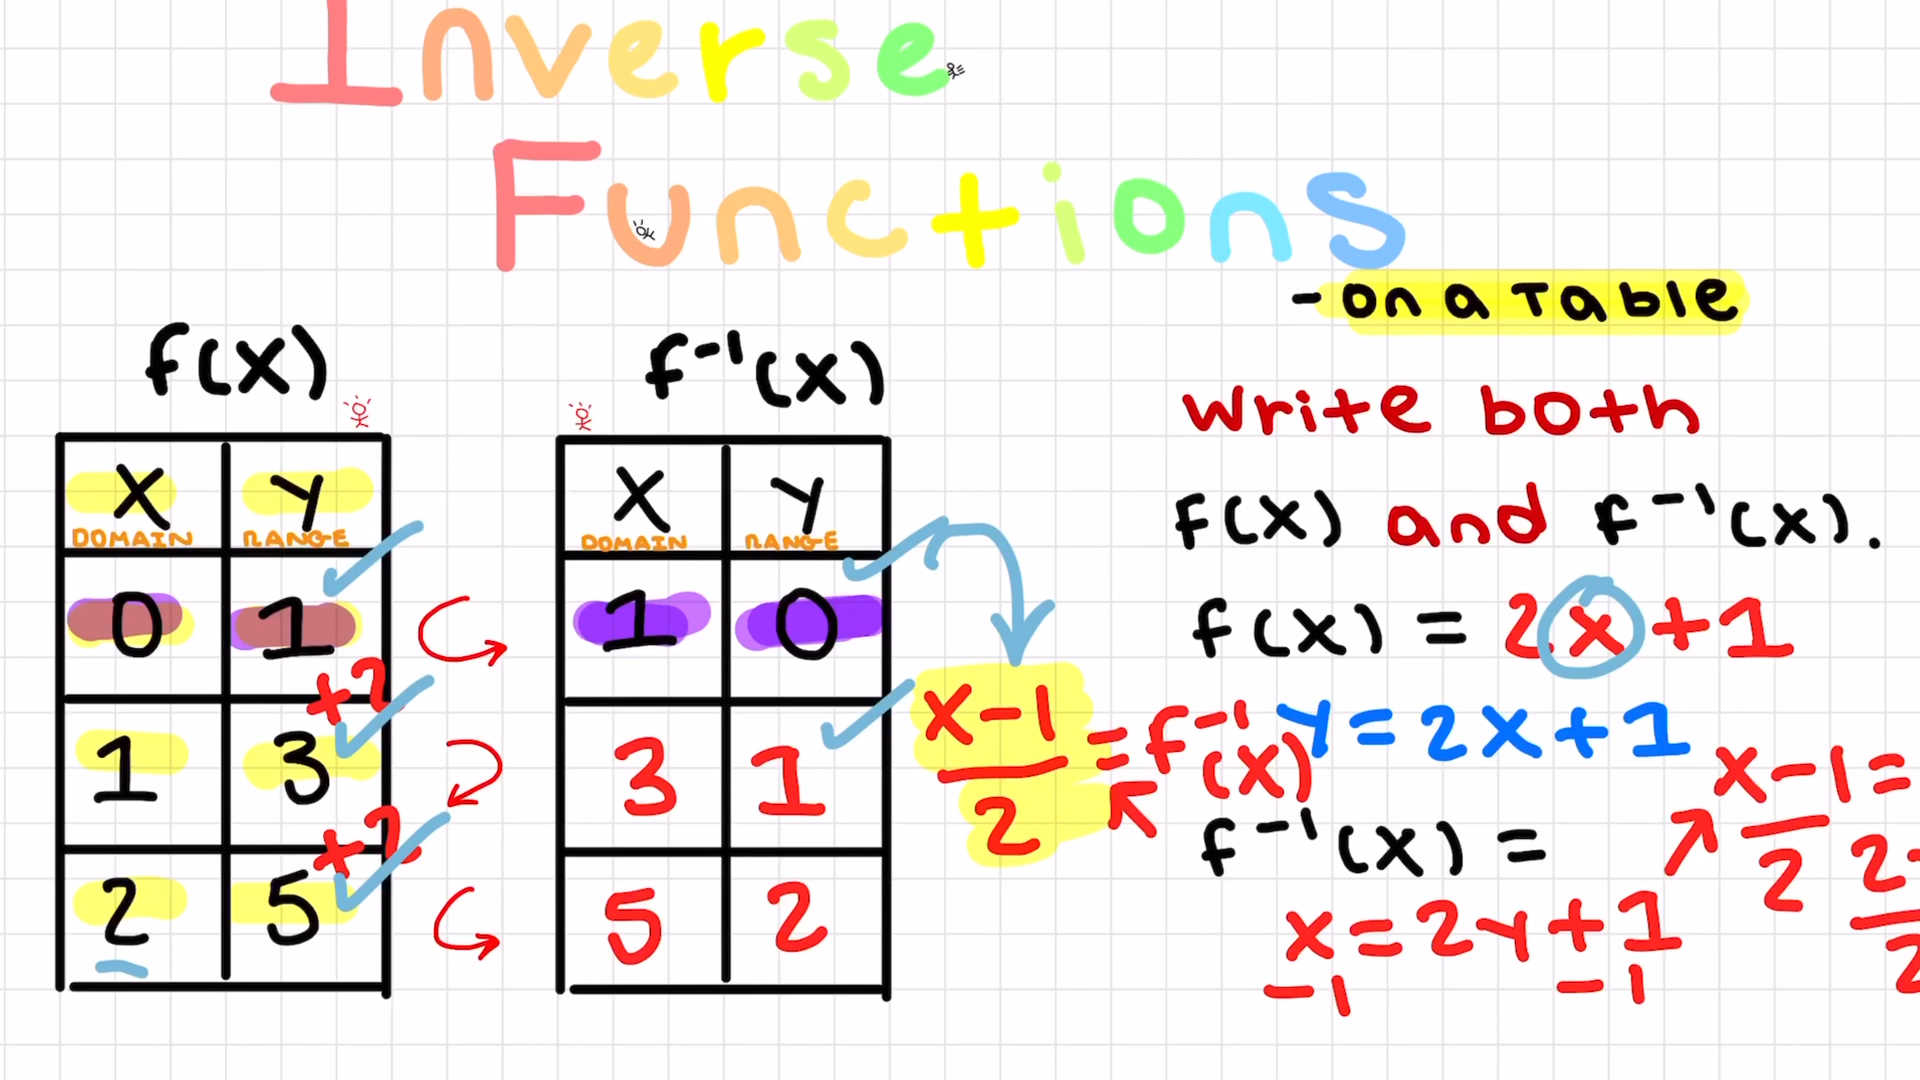 Inverse
Functions
- on a Table
f(x)
x y
DOMAIN RANGE
0 1
+2
1 3
+2
2 5
f⁻¹(x)
x y
DOMAIN RANGE
1 0
3 1
5 2
x-1/2 = f⁻¹(x)
Write both
f(x) and f⁻¹(x).
f(x) = 2x+1
y=2x+1
f⁻¹(x) =
x=2y+1
-1 -1
x-1/2 =